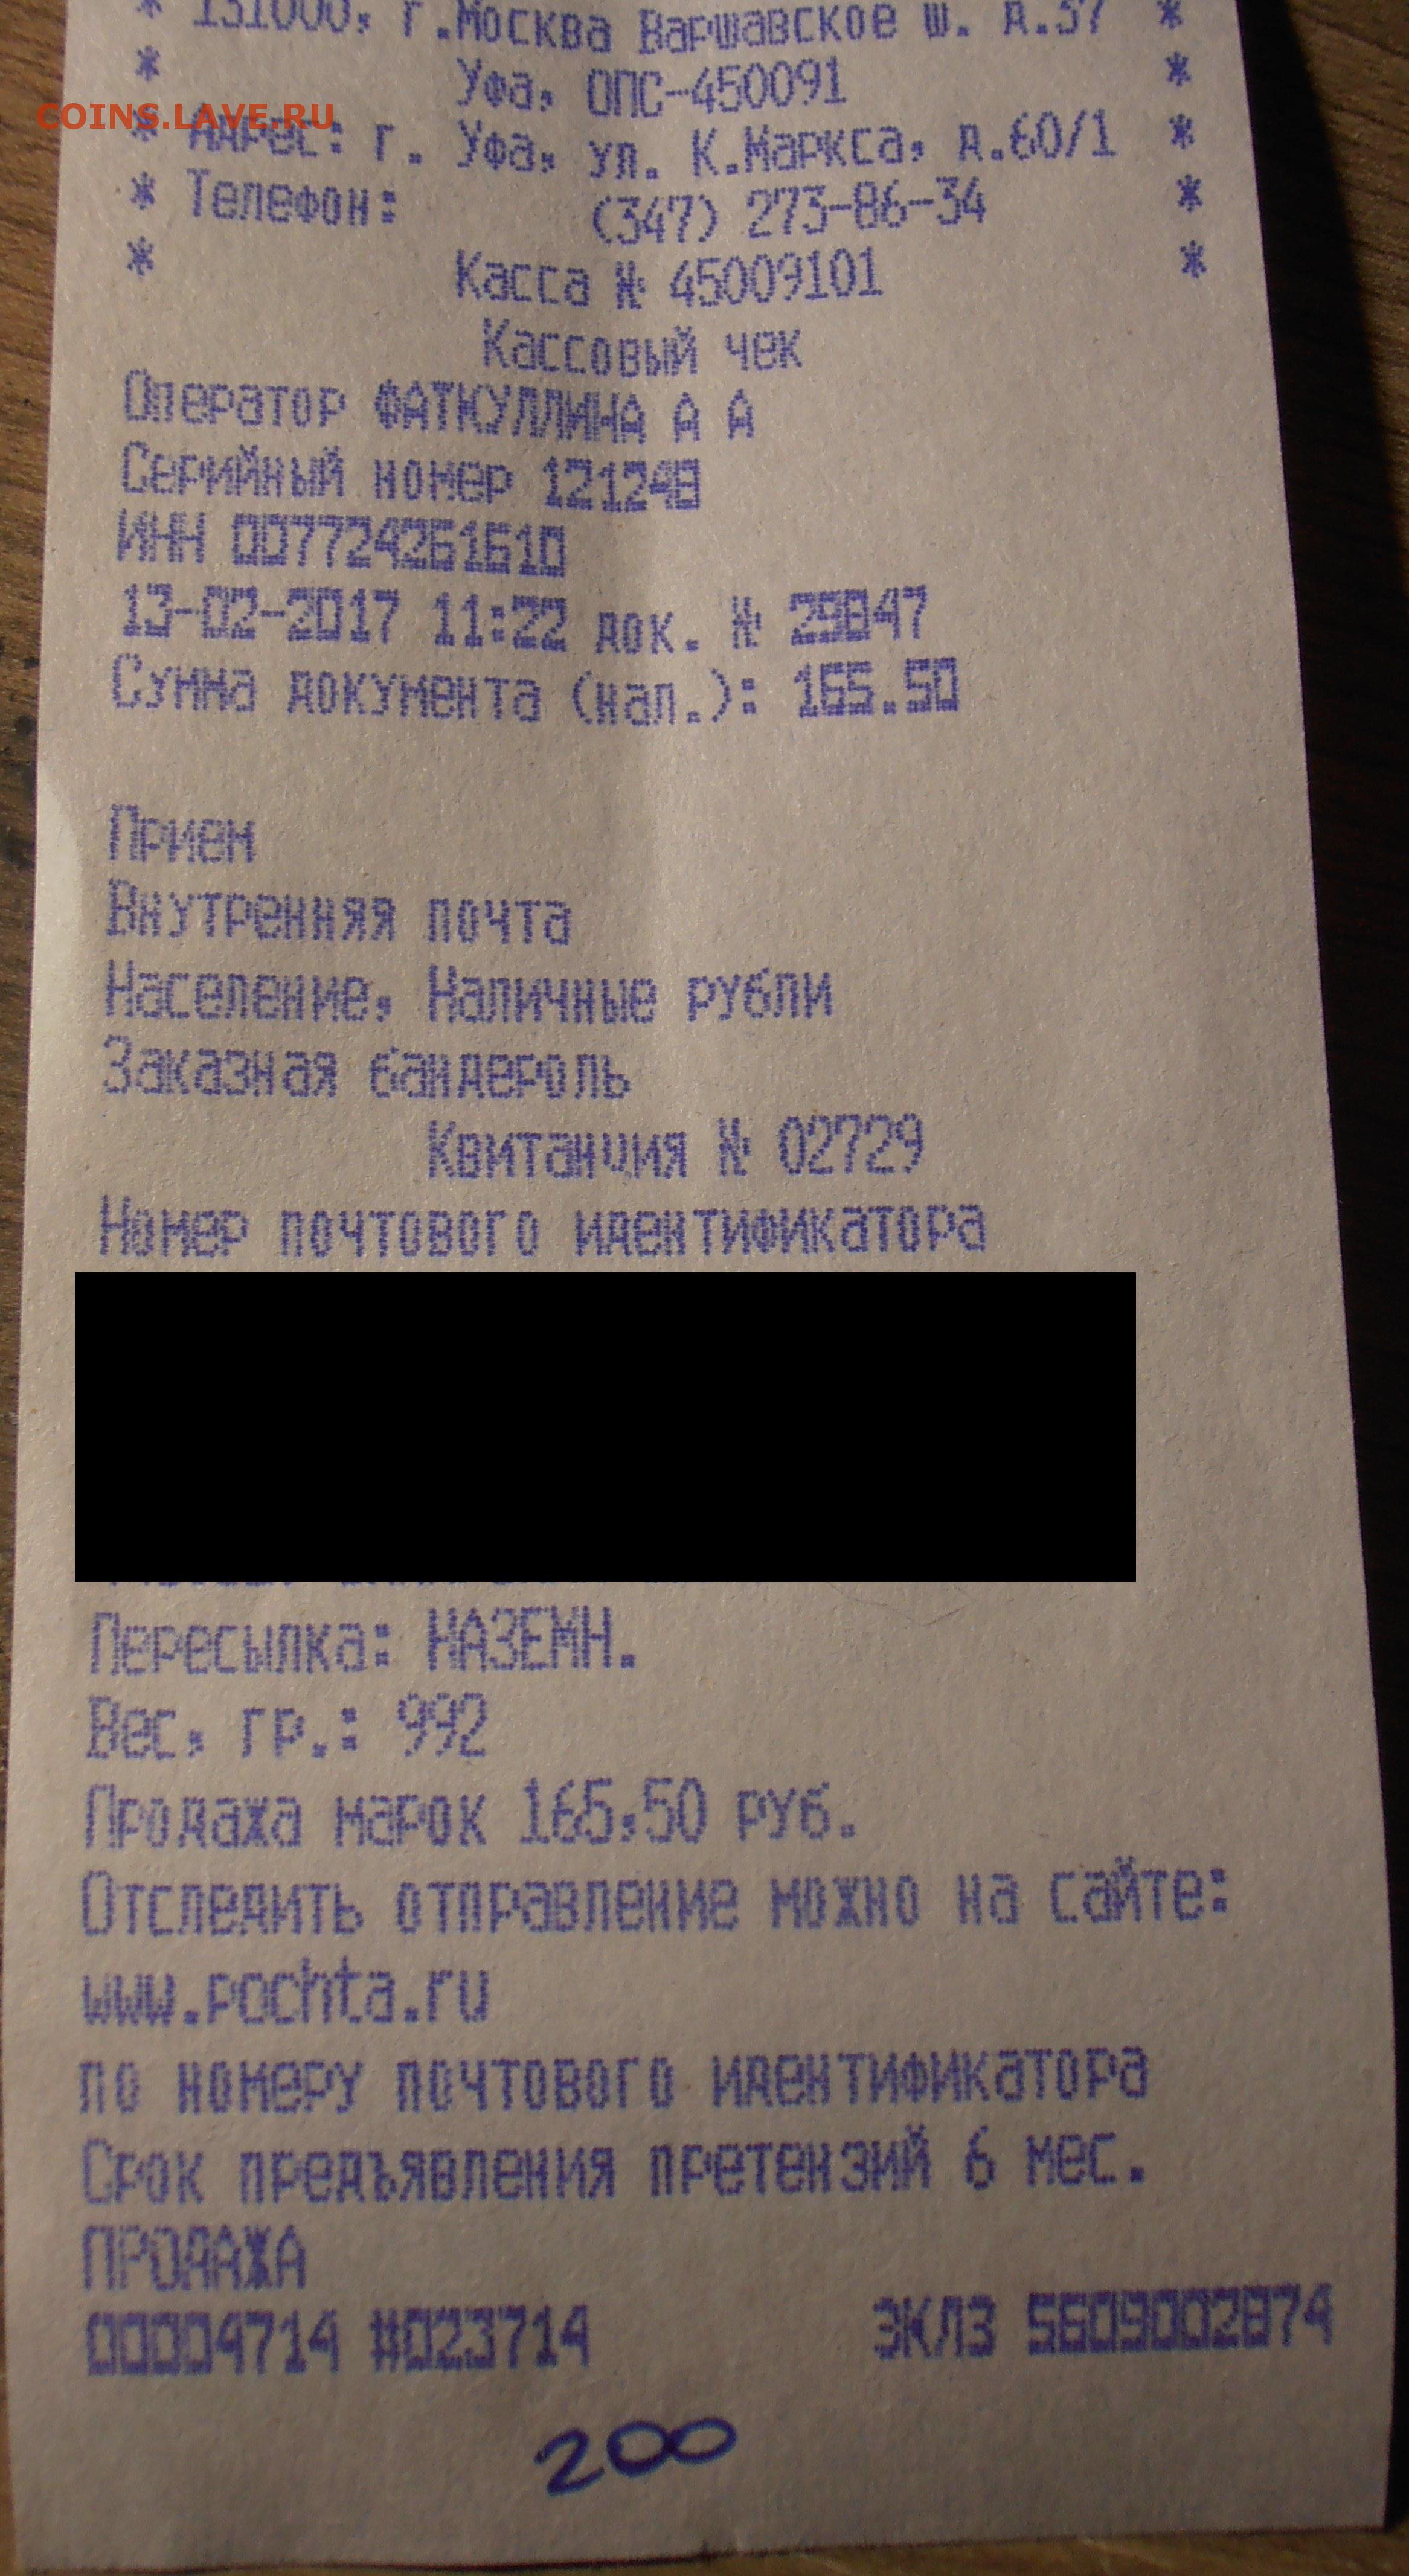 * 131000, г.Москва Варшавское ш. д.37 *
* Уфа, ОПС-450091 *
COINS.LAVE.RU
* Адрес: г. Уфа, ул. К.Маркса, д.60/1 *
* Телефон: (347) 273-86-34 *
* Касса № 45009101 *
Кассовый чек
Оператор ФАТКУЛЛИНА А А
Серийный номер 121248
ИНН 007724261610
13-02-2017 11:22 док. № 29847
Сумма документа (нал.): 165.50
Прием
Внутренняя почта
Население, Наличные рубли
Заказная бандероль
Квитанция № 02729
Номер почтового идентификатора
Пересылка: НАЗЕМН.
Вес, гр.: 992
Продажа марок 165,50 руб.
Отследить отправление можно на сайте:
www.pochta.ru
по номеру почтового идентификатора
Срок предъявления претензий 6 мес.
ПРОДАЖА
00004714 #023714 ЭКЛЗ 5609002874
200